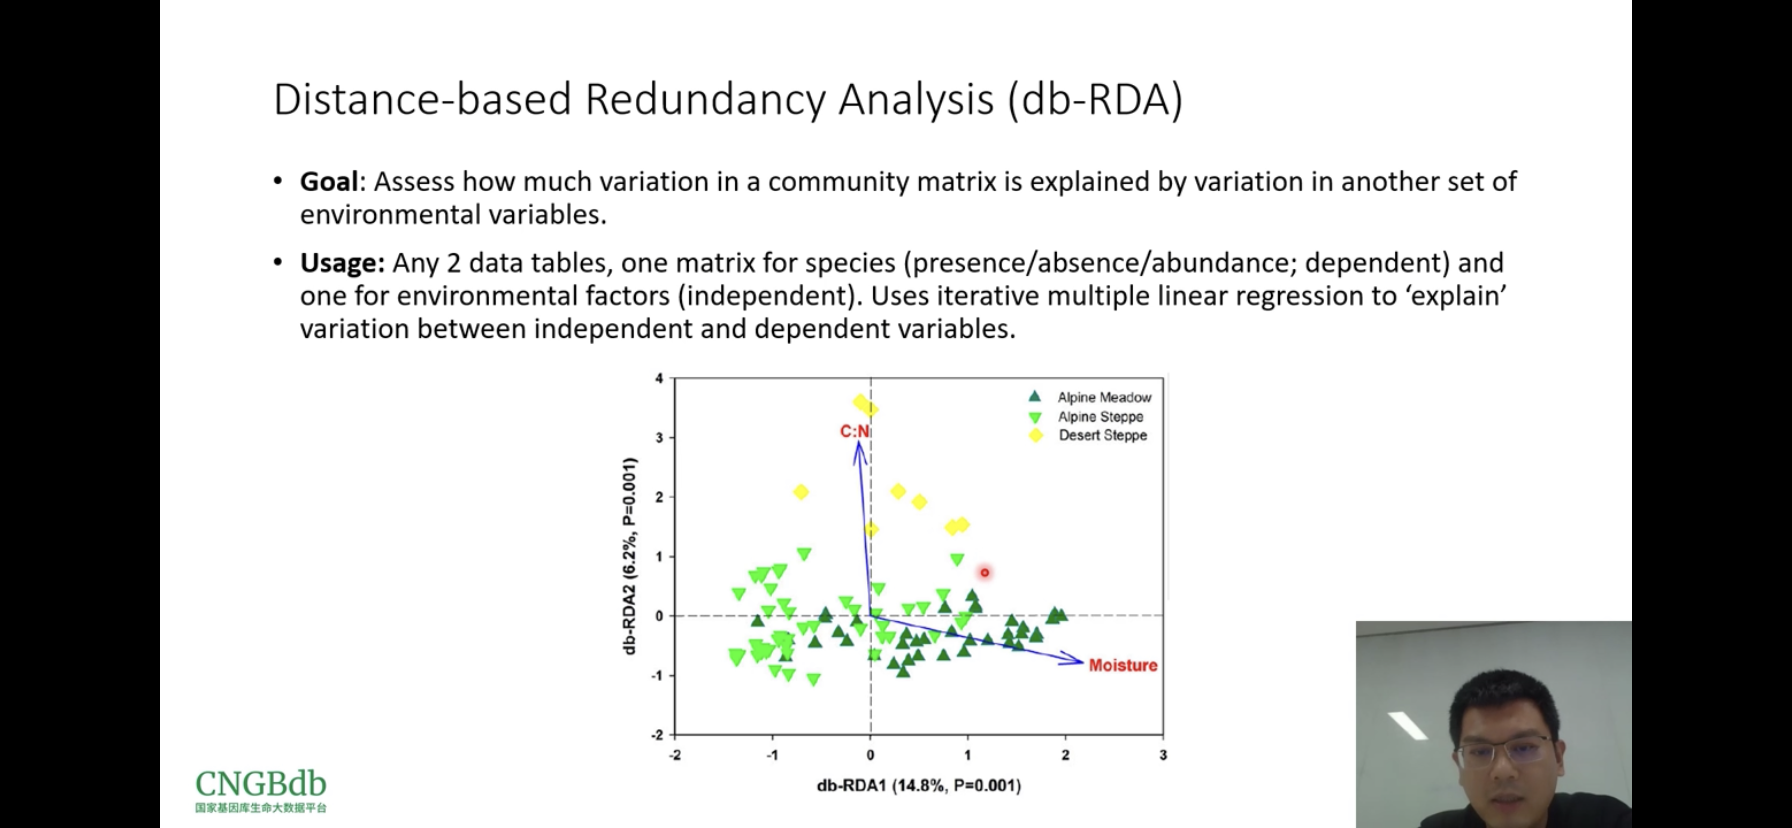 Distance-based Redundancy Analysis (db-RDA)
• Goal: Assess how much variation in a community matrix is explained by variation in another set of
environmental variables.
• Usage: Any 2 data tables, one matrix for species (presence/absence/abundance; dependent) and
one for environmental factors (independent). Uses iterative multiple linear regression to ‘explain’
variation between independent and dependent variables.
4
3
2
1
0
-1
-2
db-RDA2 (6.2%, P=0.001)
Alpine Meadow
Alpine Steppe
Desert Steppe
C:N
Moisture
-2 -1 0 1 2 3
db-RDA1 (14.8%, P=0.001)
CNGBdb
国家基因库生命大数据平台